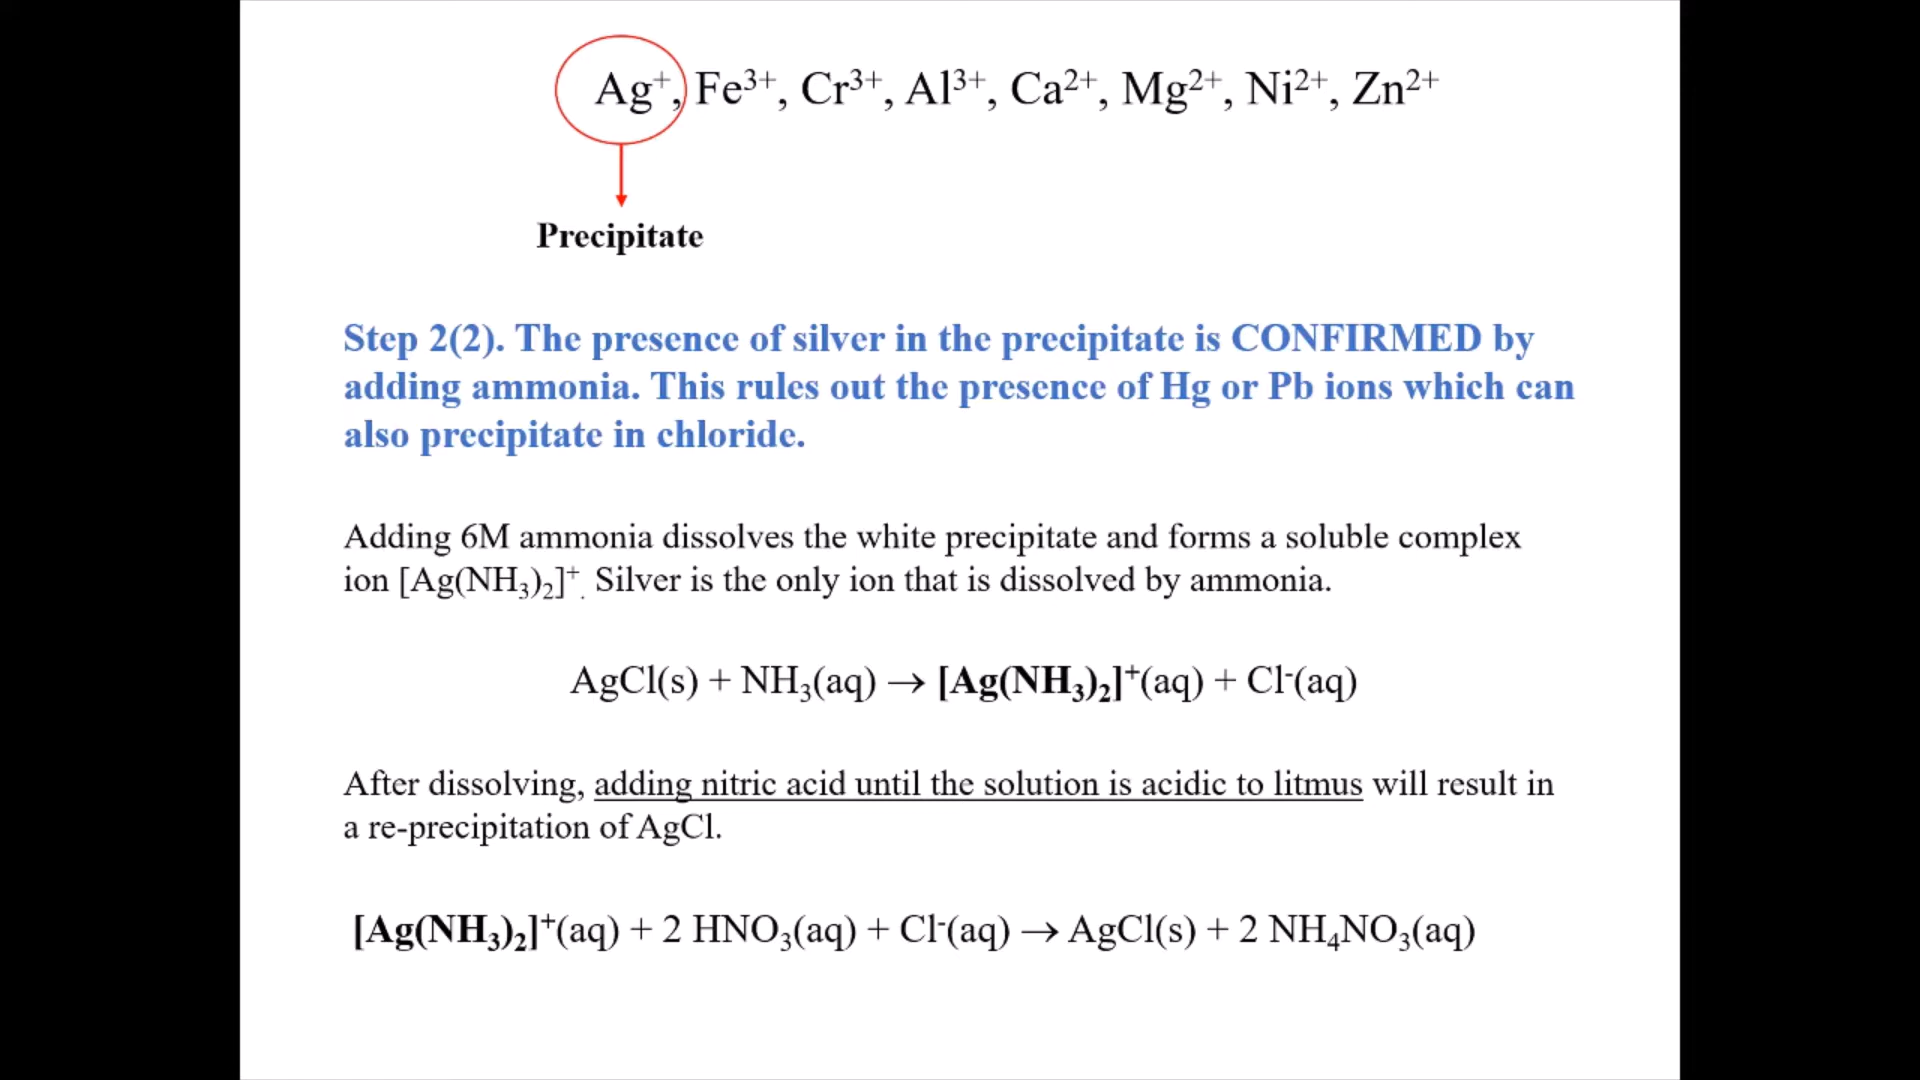 Ag⁺, Fe³⁺, Cr³⁺, Al³⁺, Ca²⁺, Mg²⁺, Ni²⁺, Zn²⁺
Precipitate
Step 2(2). The presence of silver in the precipitate is CONFIRMED by
adding ammonia. This rules out the presence of Hg or Pb ions which can
also precipitate in chloride.
Adding 6M ammonia dissolves the white precipitate and forms a soluble complex
ion [Ag(NH₃)₂]⁺. Silver is the only ion that is dissolved by ammonia.
AgCl(s) + NH₃(aq) → [Ag(NH₃)₂]⁺(aq) + Cl⁻(aq)
After dissolving, adding nitric acid until the solution is acidic to litmus will result in
a re-precipitation of AgCl.
[Ag(NH₃)₂]⁺(aq) + 2 HNO₃(aq) + Cl⁻(aq) → AgCl(s) + 2 NH₄NO₃(aq)